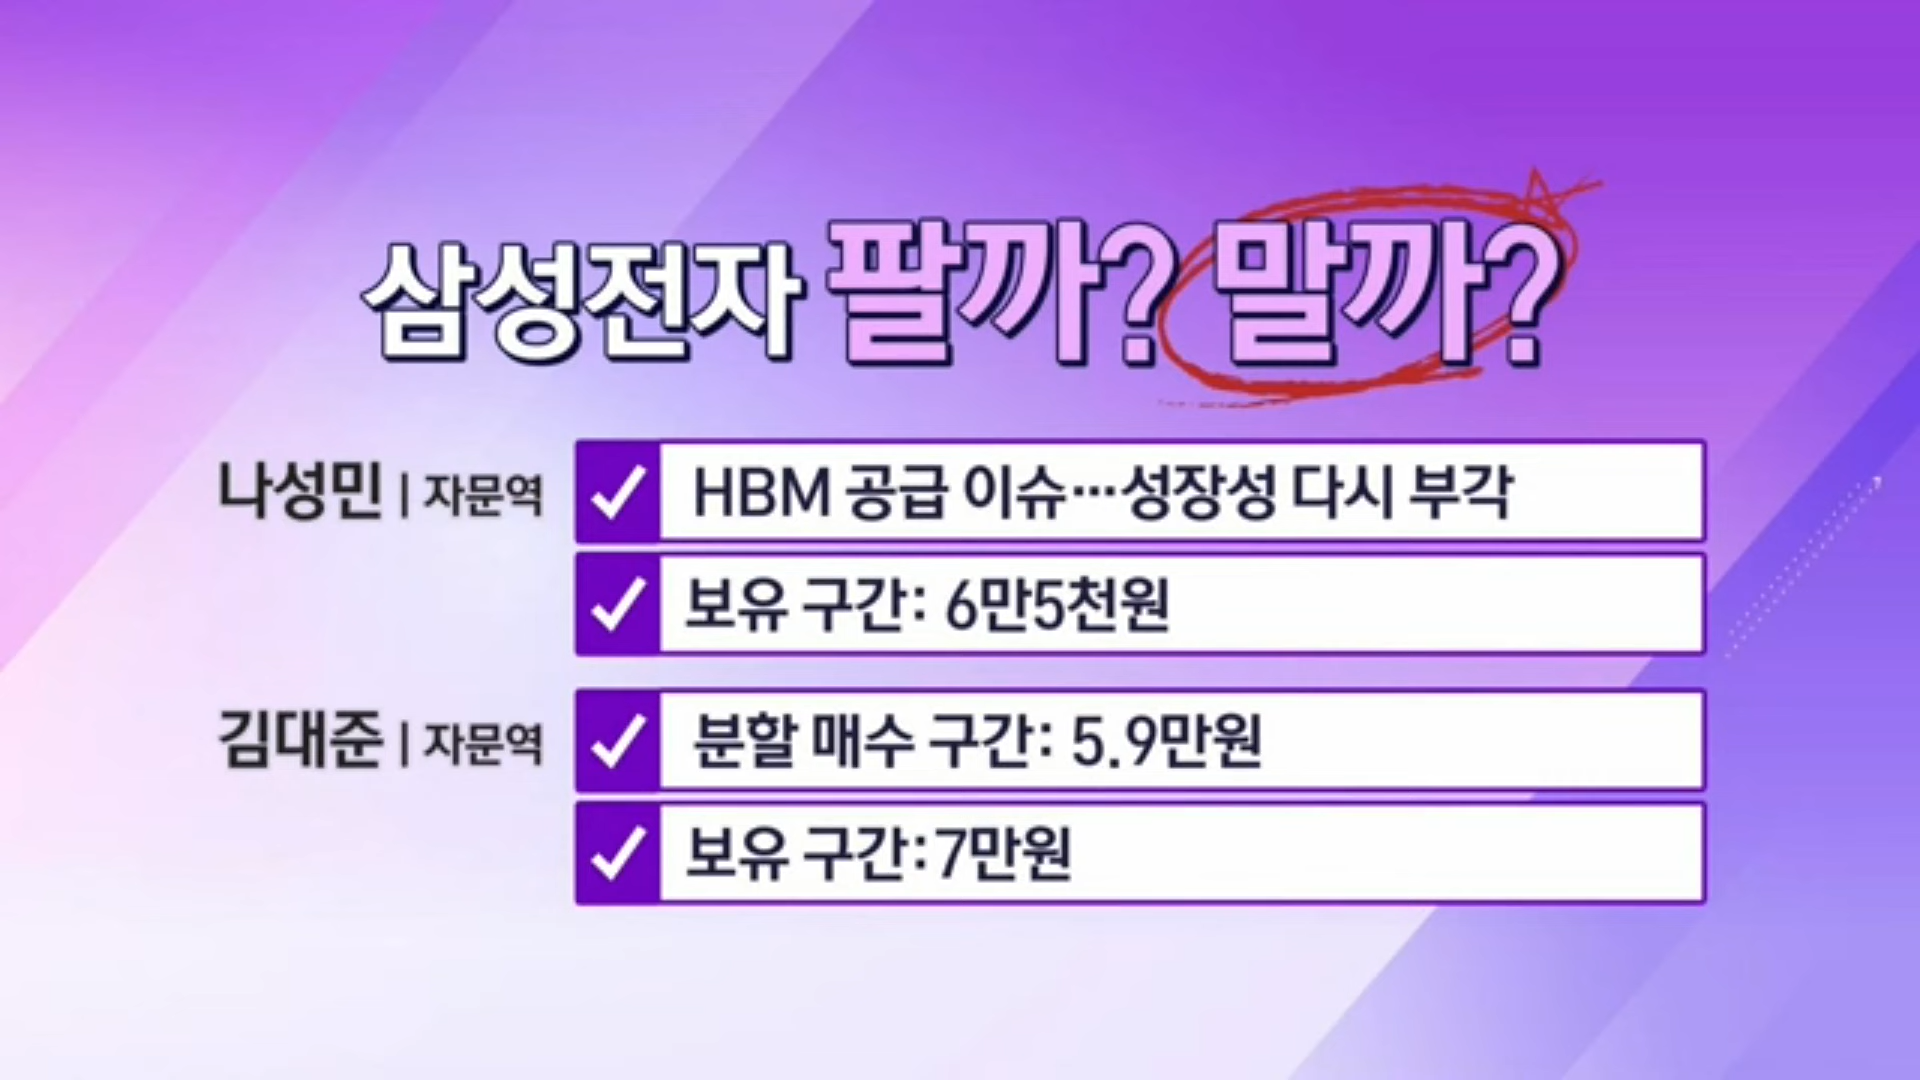 삼성전자 팔까? 말까?
나성민 | 자문역
HBM 공급 이슈…성장성 다시 부각
보유 구간: 6만5천원
김대준 | 자문역
분할 매수 구간: 5.9만원
보유 구간:7만원